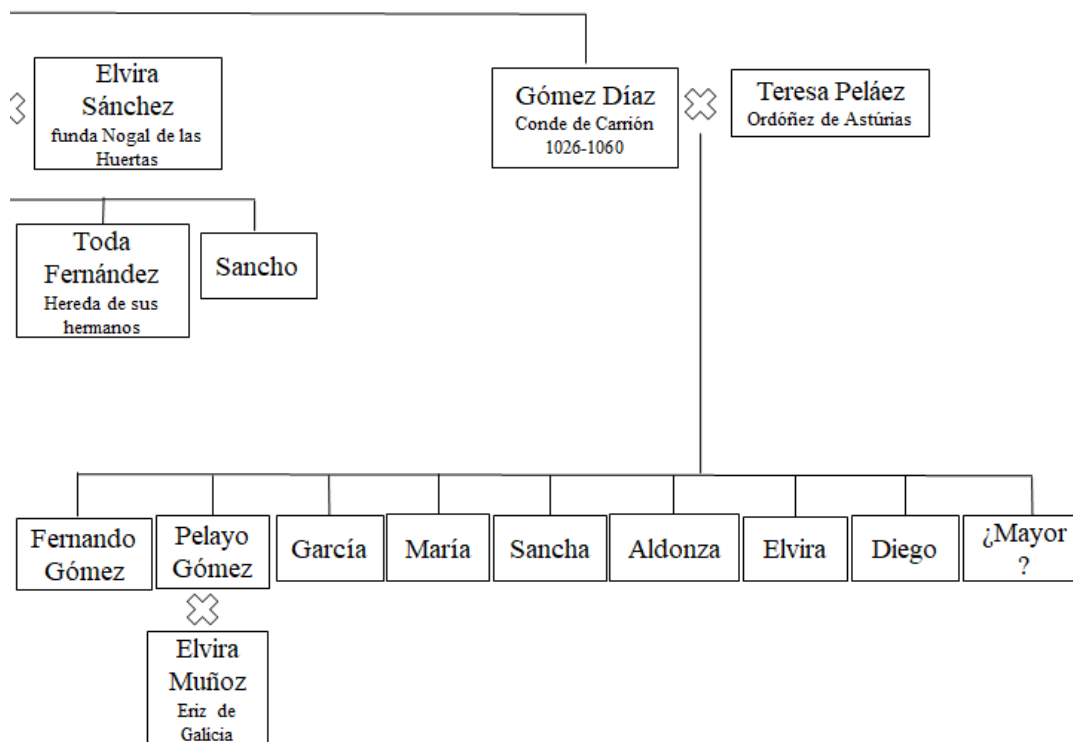 Elvira
Sánchez
funda Nogal de las
Huertas
Gómez Díaz
Conde de Carrión
1026-1060
Teresa Peláez
Ordóñez de Astúrias
Toda
Fernández
Hereda de sus
hermanos
Sancho
Fernando
Gómez
Pelayo
Gómez
García
María
Sancha
Aldonza
Elvira
Diego
¿Mayor
?
Elvira
Muñoz
Eriz de
Galícia